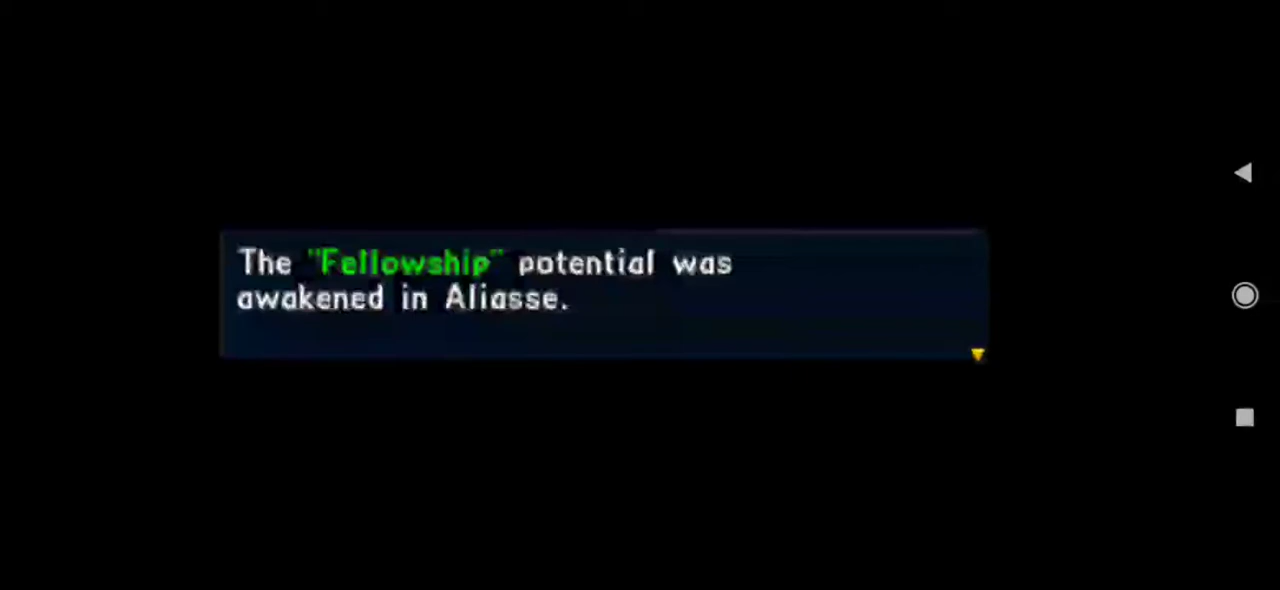 The "Fellowship" potential was
awakened in Aliasse.